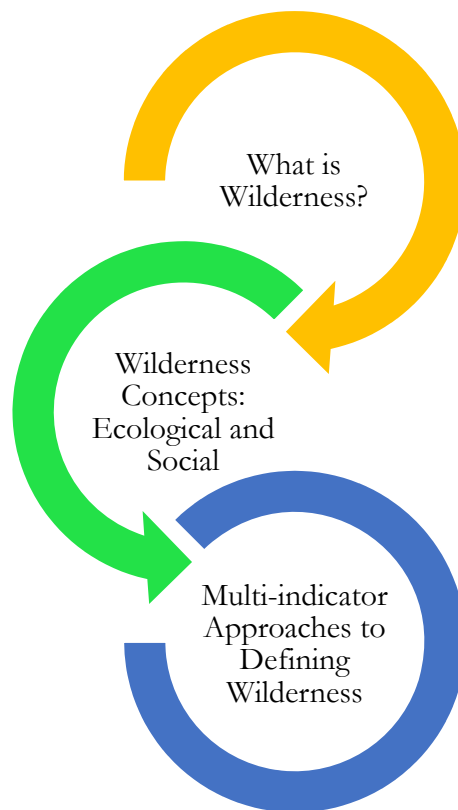 What is
Wilderness?
Wilderness
Concepts:
Ecological and
Social
Multi-indicator
Approaches to
Defining
Wilderness